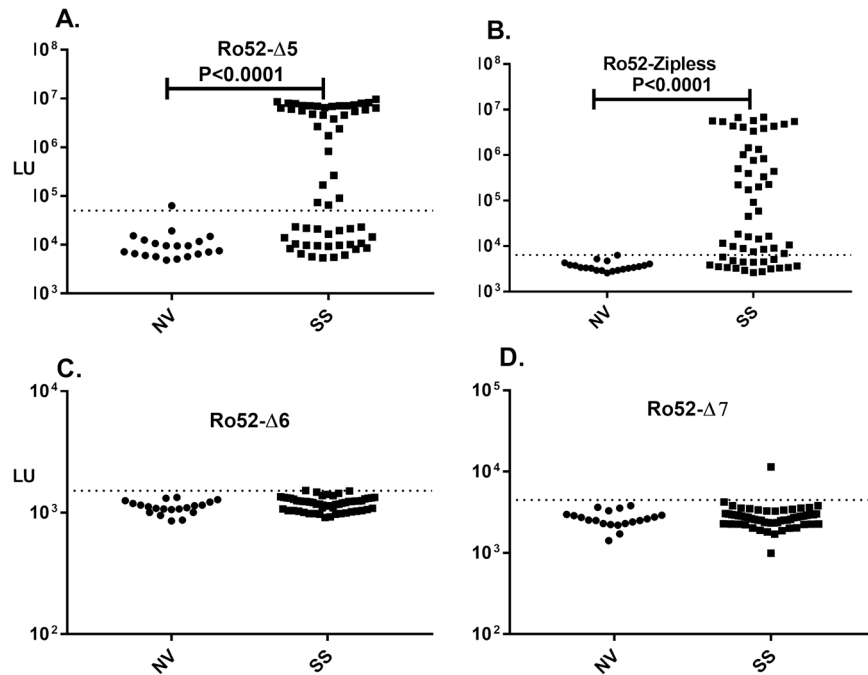 A.
Ro52-Δ5
P<0.0001
LU
10⁸
10⁷
10⁶
10⁵
10⁴
10³
NV
SS
B.
Ro52-Zipless
P<0.0001
10⁸
10⁷
10⁶
10⁵
10⁴
10³
NV
SS
C.
Ro52-Δ6
LU
10⁴
10³
10²
NV
SS
D.
Ro52-Δ7
10⁵
10⁴
10³
10²
NV
SS